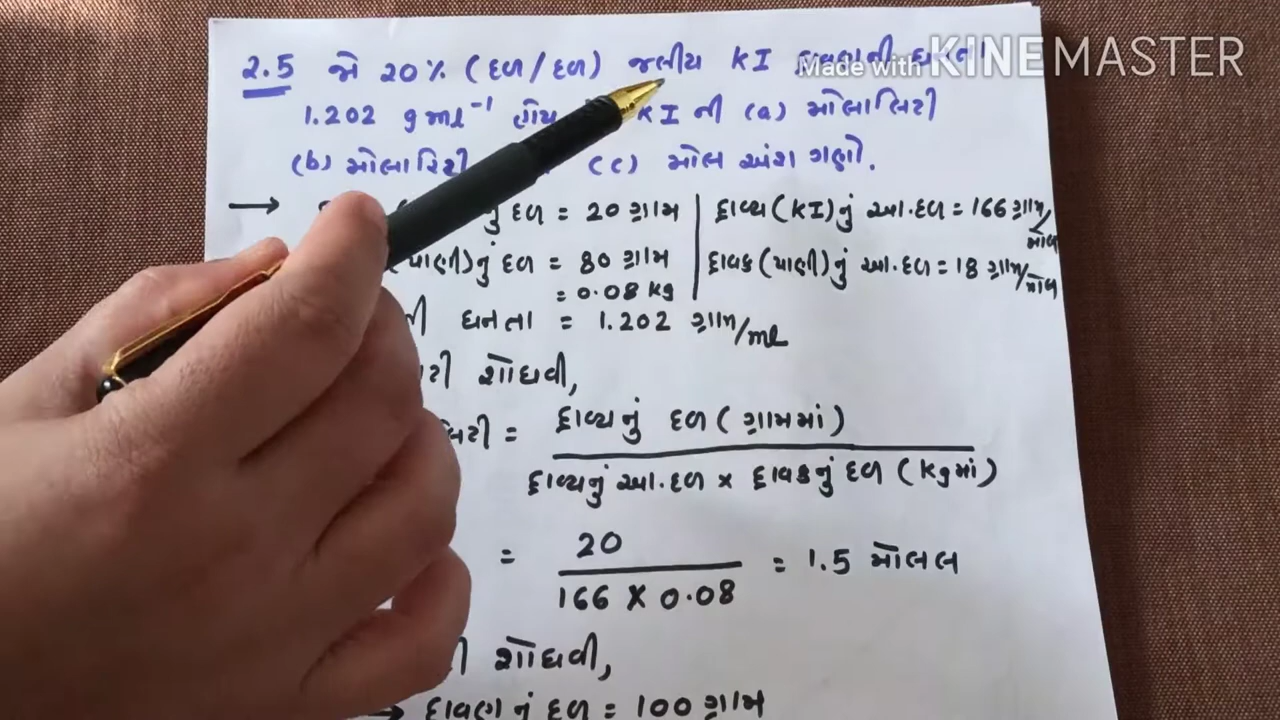 2.5 જો 20% (દળ/દળ) જલીય KI
Made with KINEMASTER
1.202 g ml⁻¹ હોય KI ની (a) મોલાલિટી
(b) મોલારિટી (c) મોલ અંશ ગણો.
→ નું દળ = 20 ગ્રામ | દ્રાવ્ય(KI)નું આ.દળ = 166 ગ્રામ/મોલ
(પાણી)નું દળ = 80 ગ્રામ | દ્રાવક(પાણી)નું આ.દળ = 18 ગ્રામ/મોલ
= 0.08 kg
ની ઘનતા = 1.202 ગ્રામ/ml
ટી શોધવી,
લિટી = દ્રાવ્યનું દળ (ગ્રામમાં)
દ્રાવ્યનું આ.દળ x દ્રાવકનું દળ (kgમાં)
= 20
166 X 0.08
= 1.5 મોલલ
ટી શોધવી,
→ દ્રાવણનું દળ = 100 ગ્રામ